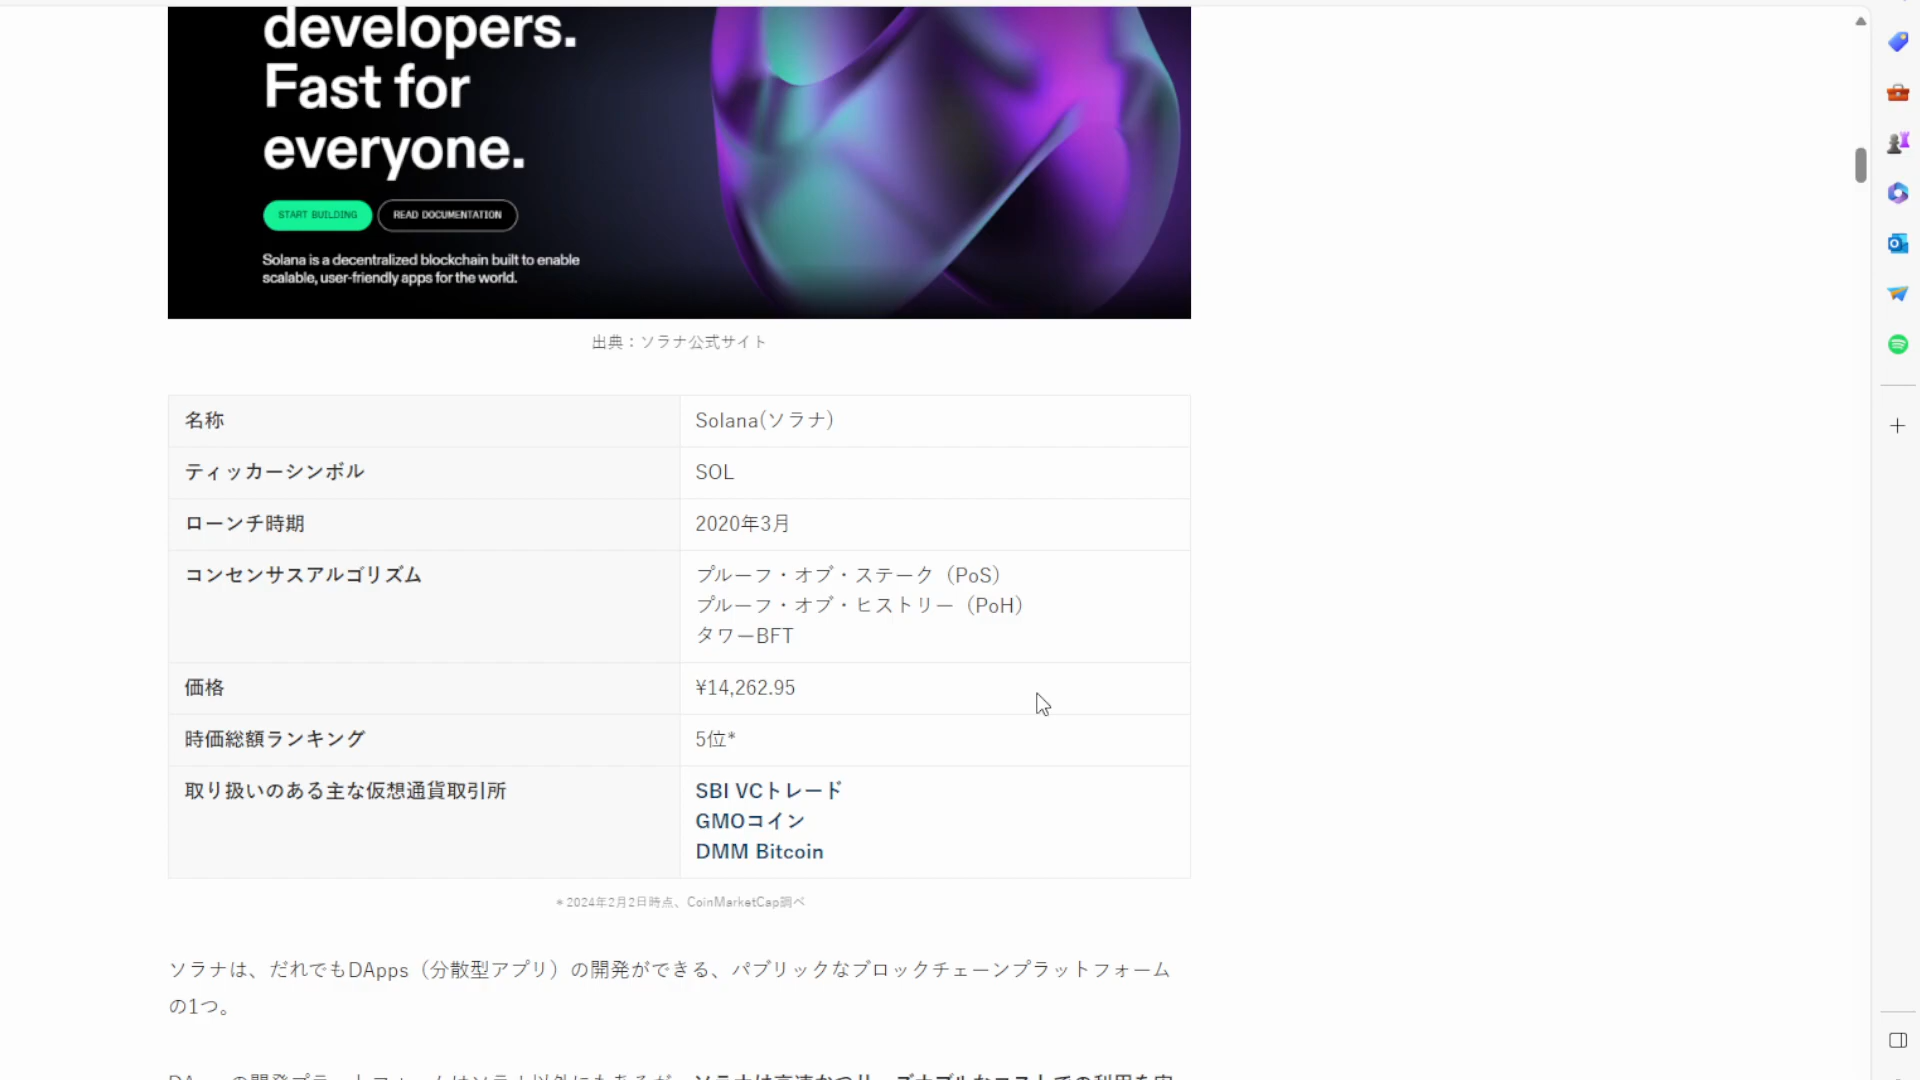 developers.
Fast for
everyone.
START BUILDING
READ DOCUMENTATION
Solana is a decentralized blockchain built to enable
scalable, user-friendly apps for the world.
出典：ソラナ公式サイト
名称
Solana(ソラナ)
ティッカーシンボル
SOL
ローンチ時期
2020年3月
コンセンサスアルゴリズム
プルーフ・オブ・ステーク（PoS）
プルーフ・オブ・ヒストリー（PoH）
タワーBFT
価格
¥14,262.95
時価総額ランキング
5位*
取り扱いのある主な仮想通貨取引所
SBI VCトレード
GMOコイン
DMM Bitcoin
＊2024年2月2日時点、CoinMarketCap調べ
ソラナは、だれでもDApps（分散型アプリ）の開発ができる、パブリックなブロックチェーンプラットフォーム
の1つ。